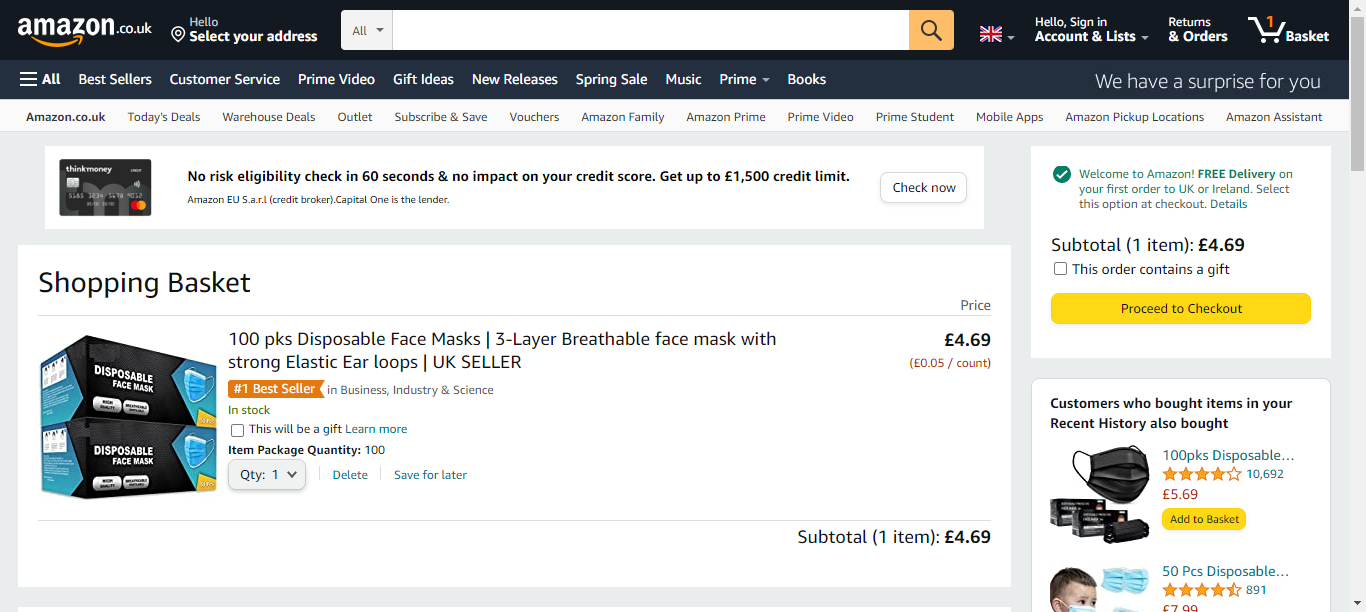 amazon.co.uk
Hello
Select your address
All
Hello, Sign in
Account & Lists
Returns
& Orders
1
Basket
All
Best Sellers
Customer Service
Prime Video
Gift Ideas
New Releases
Spring Sale
Music
Prime
Books
We have a surprise for you
Amazon.co.uk
Today's Deals
Warehouse Deals
Outlet
Subscribe & Save
Vouchers
Amazon Family
Amazon Prime
Prime Video
Prime Student
Mobile Apps
Amazon Pickup Locations
Amazon Assistant
thinkmoney
CREDIT
No risk eligibility check in 60 seconds & no impact on your credit score. Get up to £1,500 credit limit.
Amazon EU S.a.r.l (credit broker).Capital One is the lender.
Check now
Shopping Basket
Price
DISPOSABLE
FACE MASK
DISPOSABLE
FACE MASK
100 pks Disposable Face Masks | 3-Layer Breathable face mask with
strong Elastic Ear loops | UK SELLER
£4.69
(£0.05 / count)
#1 Best Seller in Business, Industry & Science
In stock
This will be a gift Learn more
Item Package Quantity: 100
Qty: 1
Delete
Save for later
Subtotal (1 item): £4.69
Welcome to Amazon! FREE Delivery on
your first order to UK or Ireland. Select
this option at checkout. Details
Subtotal (1 item): £4.69
This order contains a gift
Proceed to Checkout
Customers who bought items in your
Recent History also bought
100pks Disposable…
10,692
£5.69
Add to Basket
50 Pcs Disposable…
891
£7.99